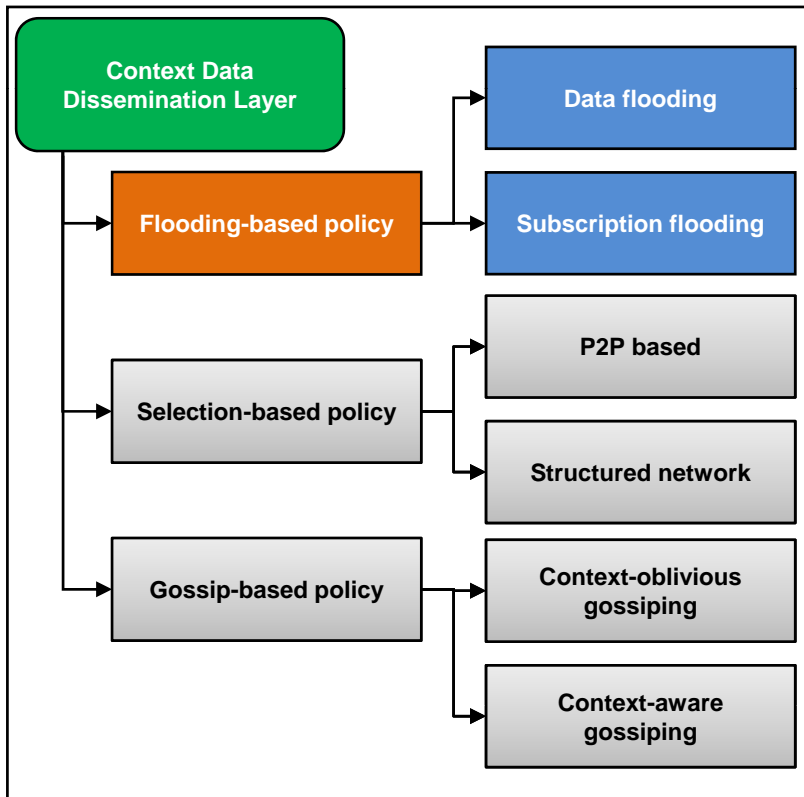 Context Data
Dissemination Layer
Data flooding
Flooding-based policy
Subscription flooding
P2P based
Selection-based policy
Structured network
Context-oblivious
gossiping
Gossip-based policy
Context-aware
gossiping